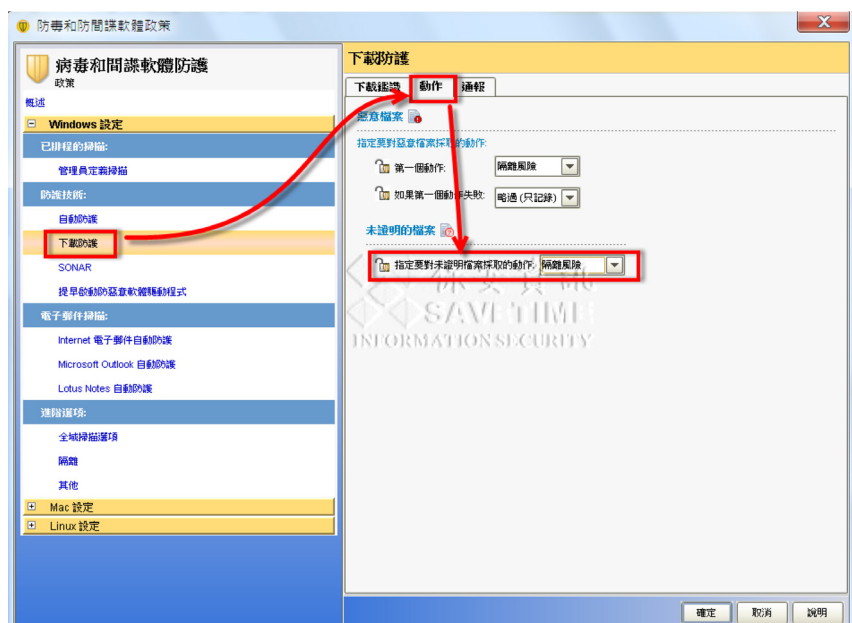 防毒和防間諜軟體政策
病毒和間諜軟體防護
政策
概述
Windows 設定
已排程的掃描:
管理員定義掃描
防護技術:
自動防護
下載防護
SONAR
提早啟動防惡意軟體驅動程式
電子郵件掃描:
Internet 電子郵件自動防護
Microsoft Outlook 自動防護
Lotus Notes 自動防護
進階選項:
全域掃描選項
隔離
其他
Mac 設定
Linux 設定
下載防護
下載鑑識 動作 通報
惡意檔案
指定要對惡意檔案採取的動作:
第一個動作: 隔離風險
如果第一個動作失敗: 略過 (只記錄)
未證明的檔案
指定要對未證明檔案採取的動作: 隔離風險
保安資訊
SAVETIME
INFORMATION SECURITY
確定 取消 說明